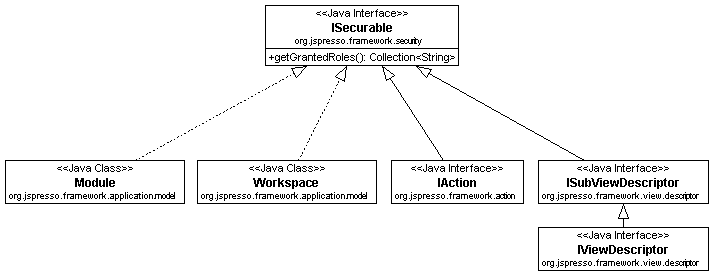 <<Java Interface>>
ISecurable
org.jspresso.framework.security
+getGrantedRoles(): Collection<String>
<<Java Class>>
Module
org.jspresso.framework.application.model
<<Java Class>>
Workspace
org.jspresso.framework.application.model
<<Java Interface>>
IAction
org.jspresso.framework.action
<<Java Interface>>
ISubViewDescriptor
org.jspresso.framework.view.descriptor
<<Java Interface>>
IViewDescriptor
org.jspresso.framework.view.descriptor